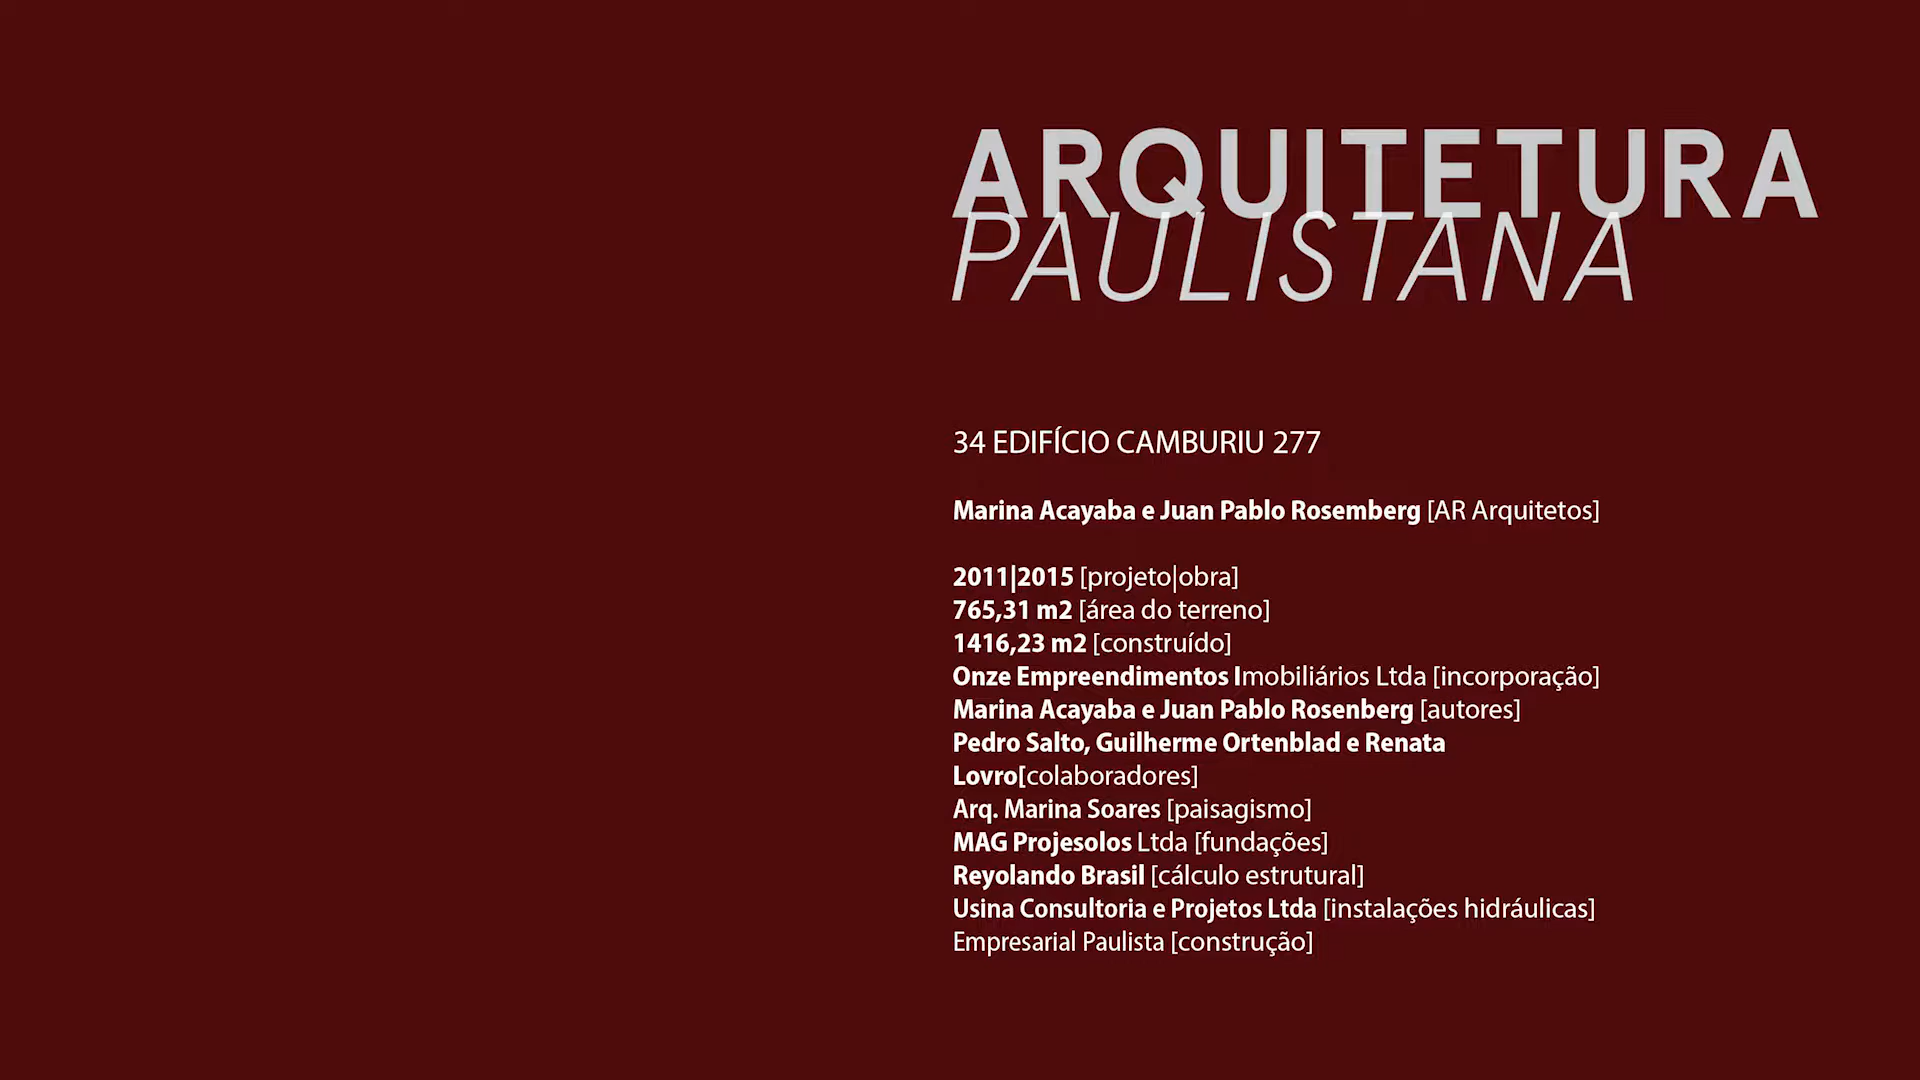 ARQUITETURA
PAULISTANA
34 EDIFÍCIO CAMBURIU 277
Marina Acayaba e Juan Pablo Rosemberg [AR Arquitetos]
2011|2015 [projeto|obra]
765,31 m2 [área do terreno]
1416,23 m2 [construído]
Onze Empreendimentos Imobiliários Ltda [incorporação]
Marina Acayaba e Juan Pablo Rosenberg [autores]
Pedro Salto, Guilherme Ortenblad e Renata
Lovro[colaboradores]
Arq. Marina Soares [paisagismo]
MAG Projesolos Ltda [fundações]
Reyolando Brasil [cálculo estrutural]
Usina Consultoria e Projetos Ltda [instalações hidráulicas]
Empresarial Paulista [construção]